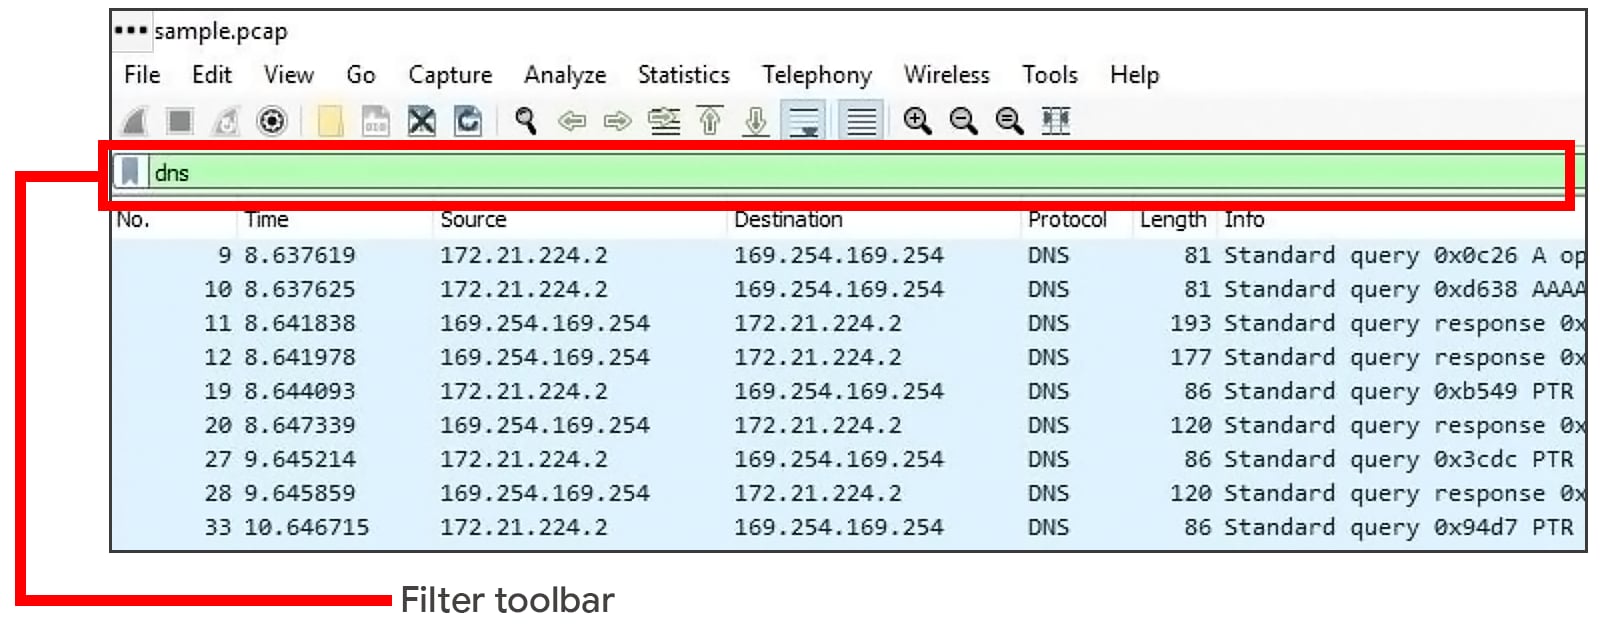 sample.pcap
File Edit View Go Capture Analyze Statistics Telephony Wireless Tools Help
dns
No. Time Source Destination Protocol Length Info
9 8.637619 172.21.224.2 169.254.169.254 DNS 81 Standard query 0x0c26 A op
10 8.637625 172.21.224.2 169.254.169.254 DNS 81 Standard query 0xd638 AAAA
11 8.641838 169.254.169.254 172.21.224.2 DNS 193 Standard query response 0x
12 8.641978 169.254.169.254 172.21.224.2 DNS 177 Standard query response 0x
19 8.644093 172.21.224.2 169.254.169.254 DNS 86 Standard query 0xb549 PTR
20 8.647339 169.254.169.254 172.21.224.2 DNS 120 Standard query response 0x
27 9.645214 172.21.224.2 169.254.169.254 DNS 86 Standard query 0x3cdc PTR
28 9.645859 169.254.169.254 172.21.224.2 DNS 120 Standard query response 0x
33 10.646715 172.21.224.2 169.254.169.254 DNS 86 Standard query 0x94d7 PTR
Filter toolbar